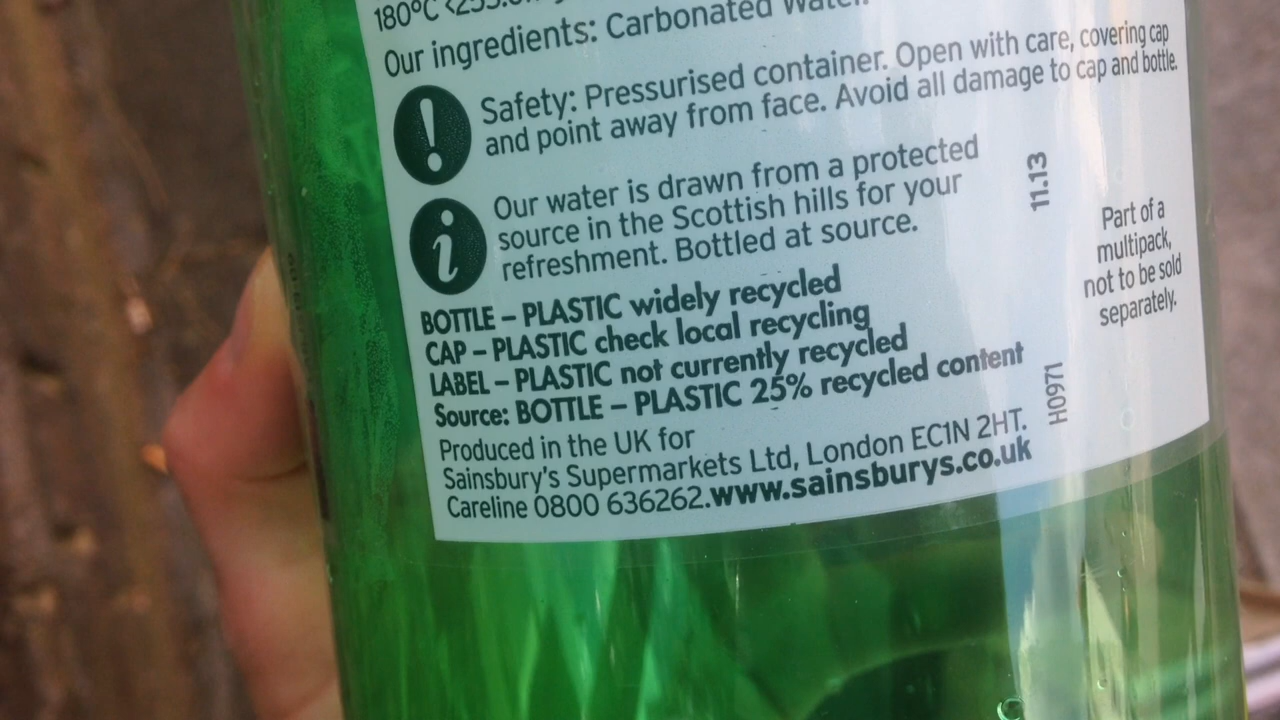 180°C
Our ingredients: Carbonated Water.
Safety: Pressurised container. Open with care, covering cap
and point away from face. Avoid all damage to cap and bottle.
Our water is drawn from a protected
source in the Scottish hills for your
refreshment. Bottled at source.
11.13
Part of a
multipack,
not to be sold
separately.
BOTTLE – PLASTIC widely recycled
CAP – PLASTIC check local recycling
LABEL – PLASTIC not currently recycled
Source: BOTTLE – PLASTIC 25% recycled content
H0971
Produced in the UK for
Sainsbury's Supermarkets Ltd, London EC1N 2HT.
Careline 0800 636262.www.sainsburys.co.uk